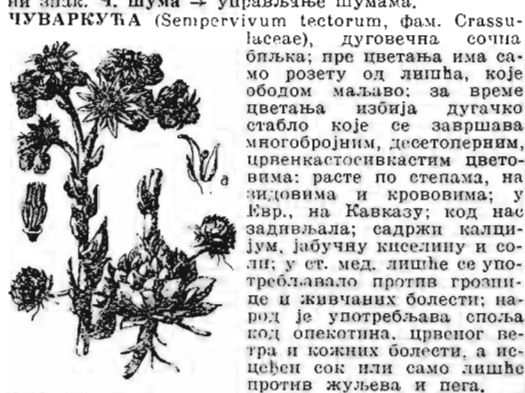 ни знак. Ч. шума → управљање шумама.
ЧУВАРКУЋА (Sempervivum tectorum, фам. Crassu-
laceae), дуговечна сочна
биљка; пре цветања има са-
мо розету од лишћа, које
ободом маљаво; за време
цветања избија дугачко
стабло које се завршава
многобројним, десетоперним,
црвенкастосивкастим цвето-
вима; расте по степама, на
зидовима и крововима; у
Евр., на Кавказу; код нас
задивљала; садржи калци-
јум, јабучну киселину и со-
ли; у ст. мед. лишће се упо-
требљавало против грозни-
це и живчаних болести; на-
род је употребљава споља
код опекотина, црвеног ве-
тра и кожних болести, а ис-
цеђен сок или само лишће
против жуљева и пега.
а